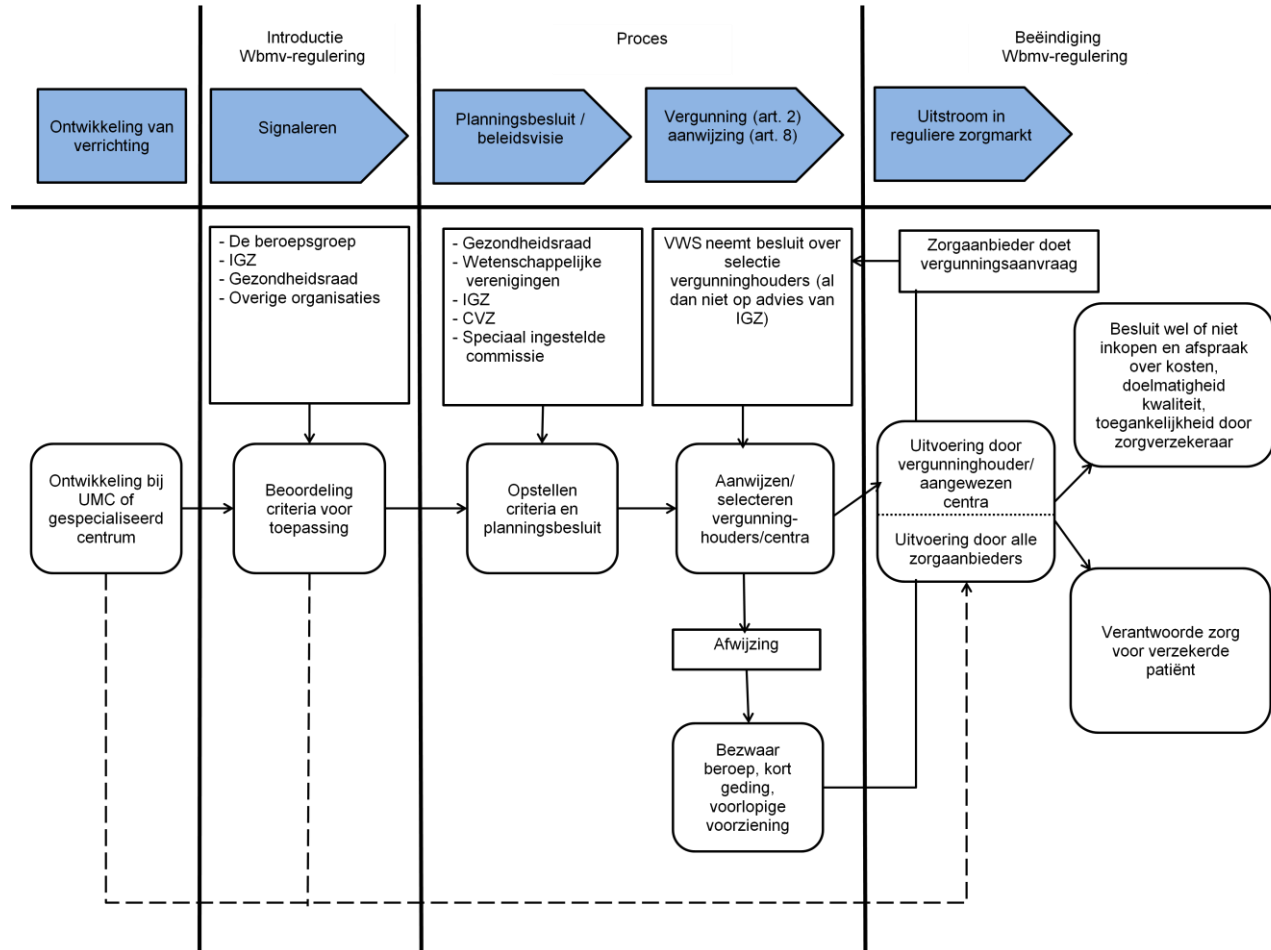 Introductie
Wbmv-regulering
Proces
Beëindiging
Wbmv-regulering
Ontwikkeling van
verrichting
Signaleren
Planningsbesluit /
beleidsvisie
Vergunning (art. 2)
aanwijzing (art. 8)
Uitstroom in
reguliere zorgmarkt
- De beroepsgroep
- IGZ
- Gezondheidsraad
- Overige organisaties
- Gezondheidsraad
- Wetenschappelijke
verenigingen
- IGZ
- CVZ
- Speciaal ingestelde
commissie
VWS neemt besluit over
selectie
vergunninghouders (al
dan niet op advies van
IGZ)
Zorgaanbieder doet
vergunningsaanvraag
Besluit wel of niet
inkopen en afspraak
over kosten,
doelmatigheid
kwaliteit,
toegankelijkheid door
zorgverzekeraar
Ontwikkeling bij
UMC of
gespecialiseerd
centrum
Beoordeling
criteria voor
toepassing
Opstellen
criteria en
planningsbesluit
Aanwijzen/
selecteren
vergunning-
houders/centra
Uitvoering door
vergunninghouder/
aangewezen
centra
Uitvoering door alle
zorgaanbieders
Afwijzing
Verantwoorde zorg
voor verzekerde
patiënt
Bezwaar
beroep, kort
geding,
voorlopige
voorziening